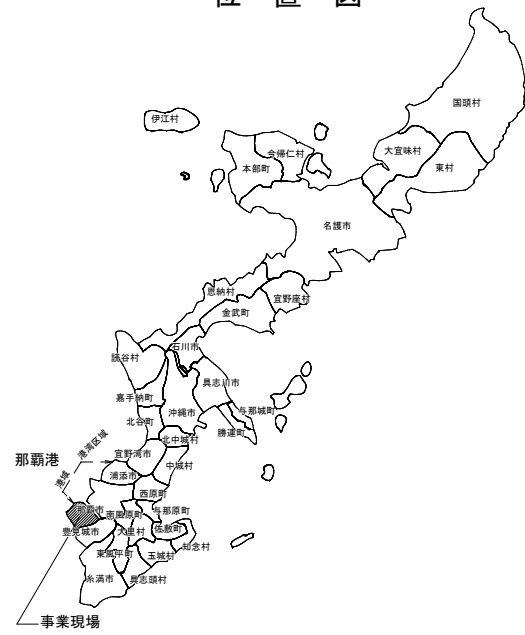 位置図
国頭村
伊江村
大宜味村
今帰仁村
東村
本部町
名護市
恩納村
宜野座村
金武町
石川市
読谷村
具志川市
嘉手納町
与那城町
沖縄市
北谷町
勝連町
北中城村
港湾区域
宜野湾市
那覇港
中城村
港域
浦添市
西原町
那覇市
南風原町
与那原町
豊見城市
大里村
佐敷町
知念村
東風平町
玉城村
糸満市
具志頭村
事業現場